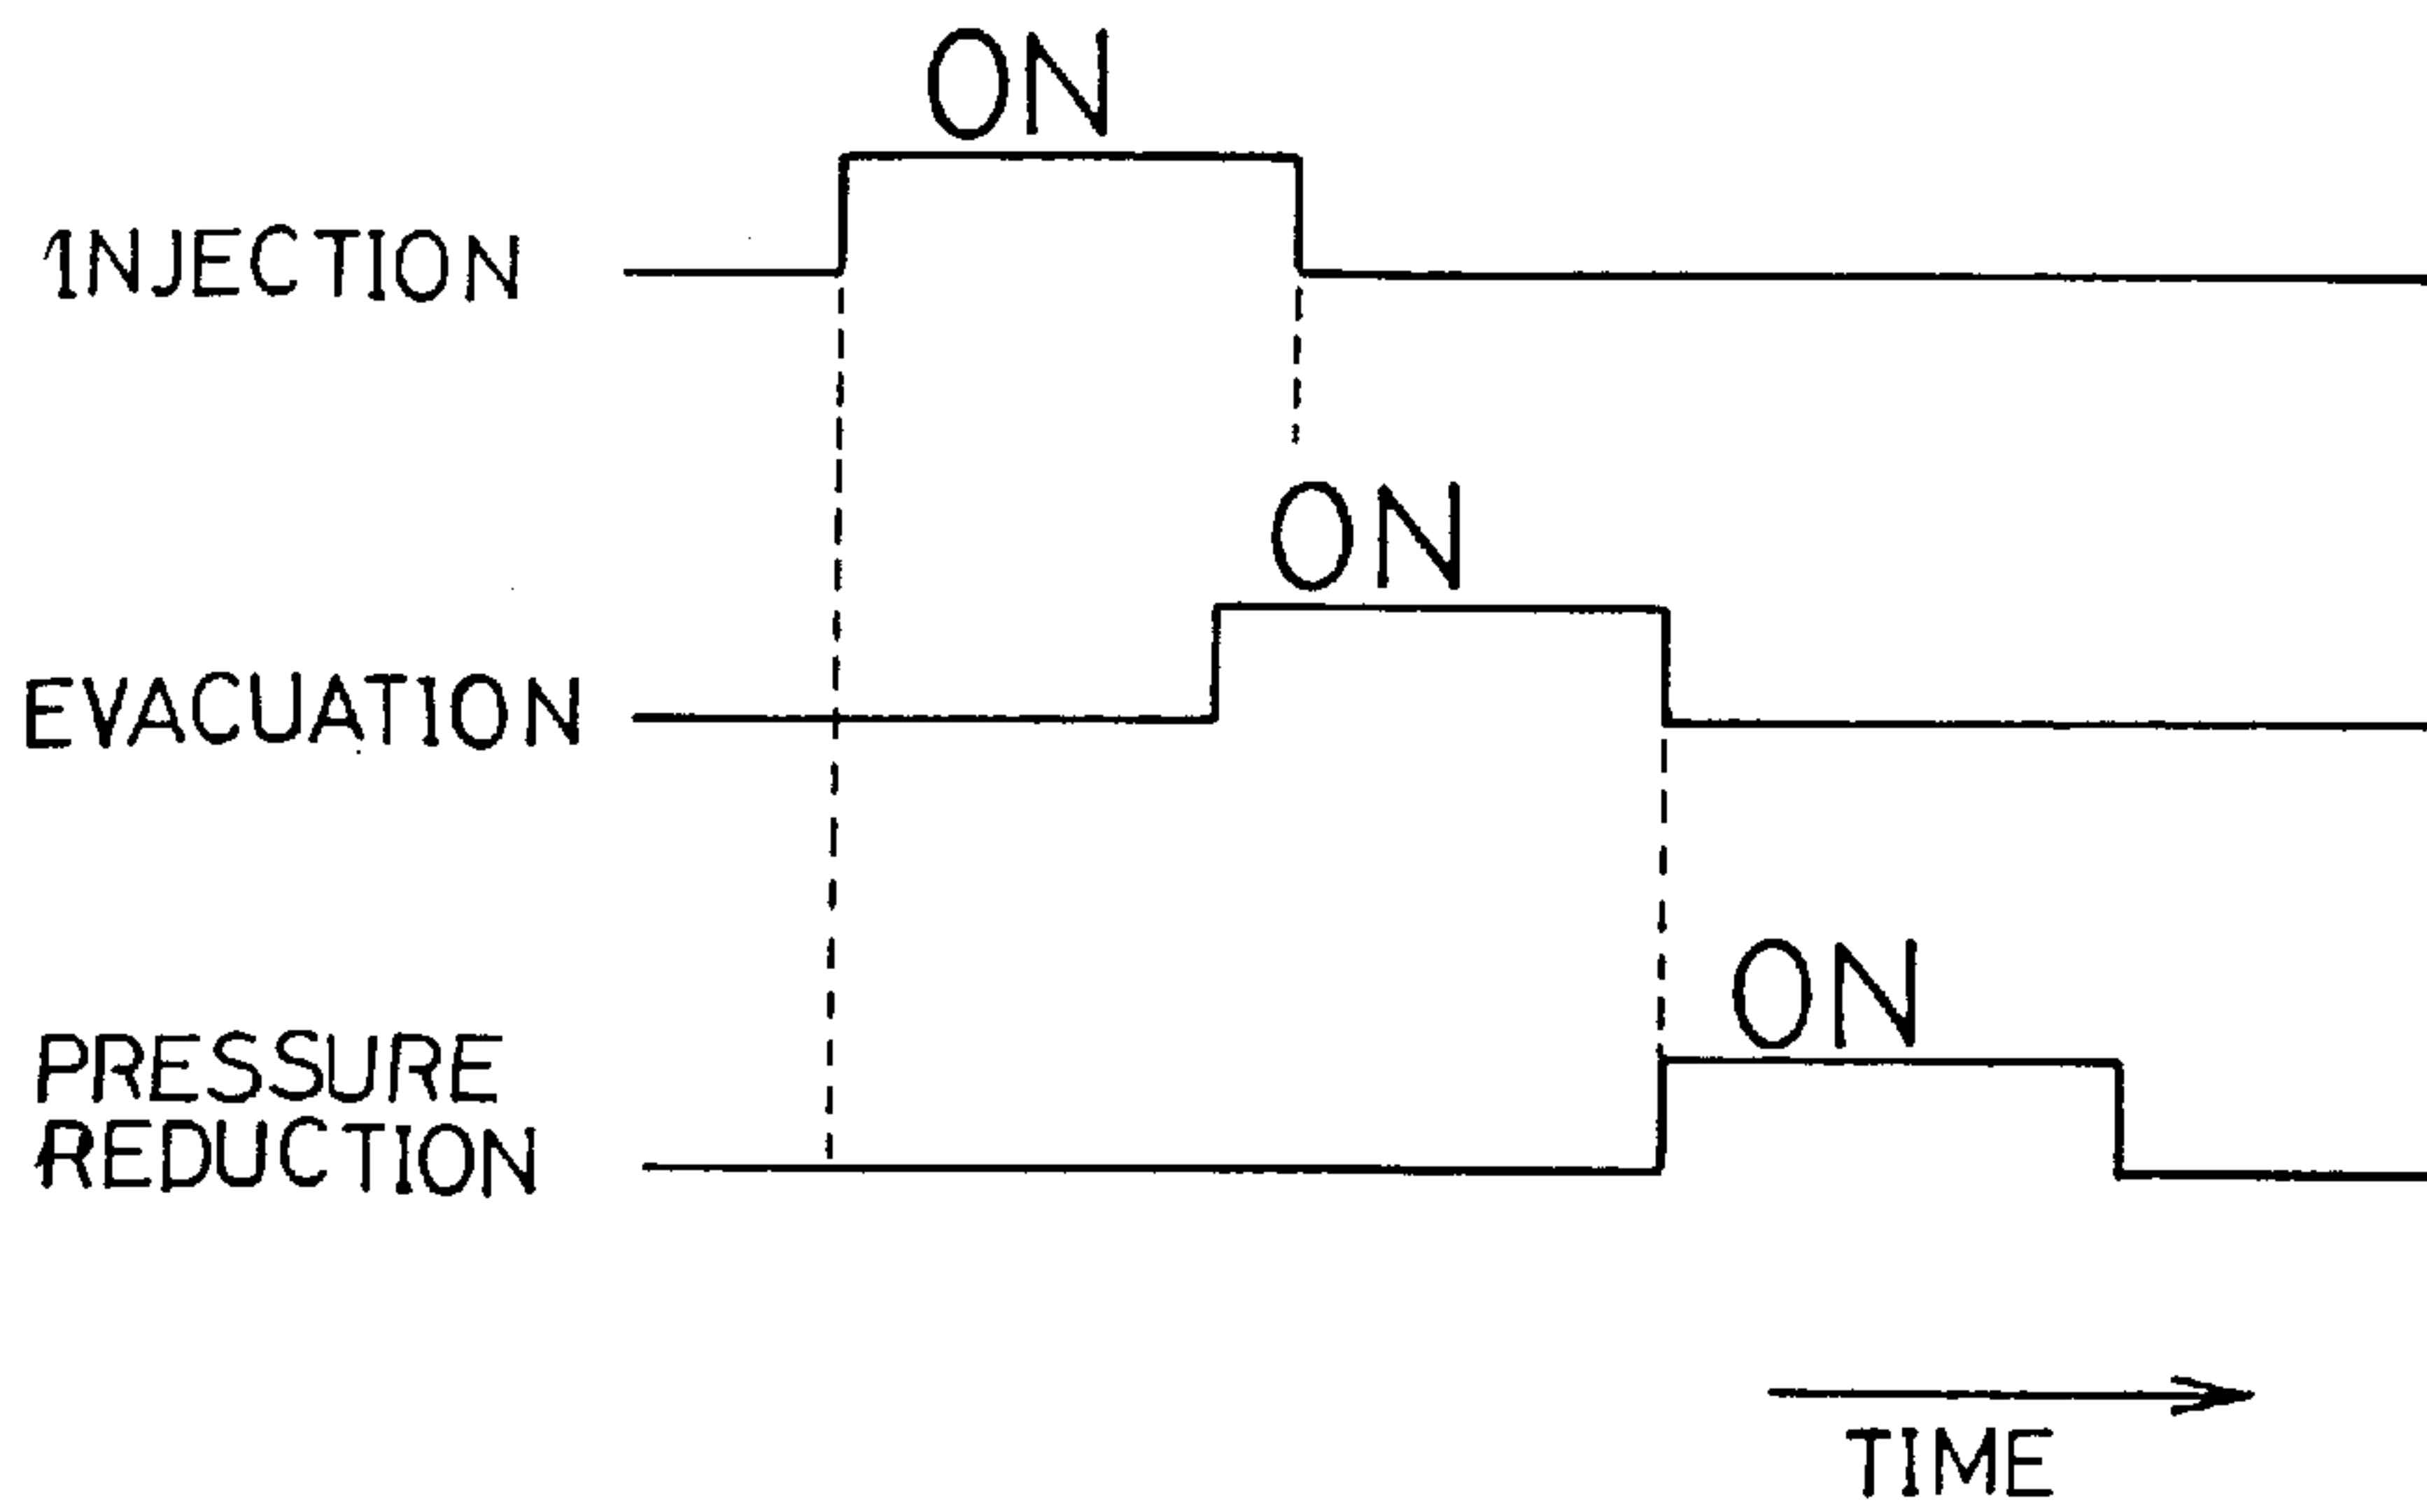 ON
INJECTION
ON
EVACUATION
ON
PRESSURE
REDUCTION
TIME